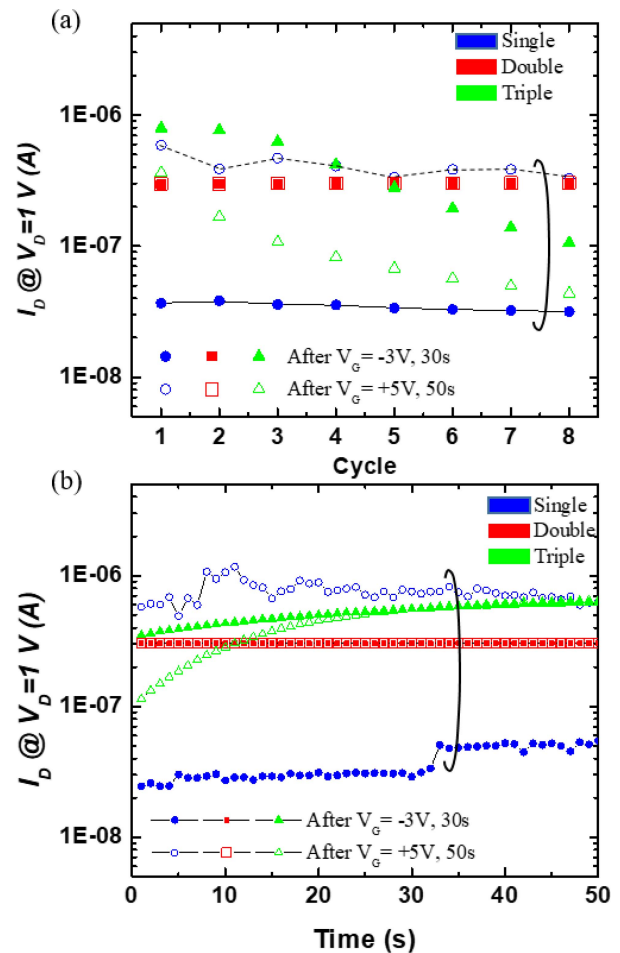 (a)
Single
Double
Triple
1E-06
1E-07
1E-08
I_D @ V_D=1 V (A)
After V_G= -3V, 30s
After V_G= +5V, 50s
1 2 3 4 5 6 7 8
Cycle
(b)
Single
Double
Triple
1E-06
1E-07
1E-08
I_D @ V_D=1 V (A)
After V_G= -3V, 30s
After V_G= +5V, 50s
0 10 20 30 40 50
Time (s)